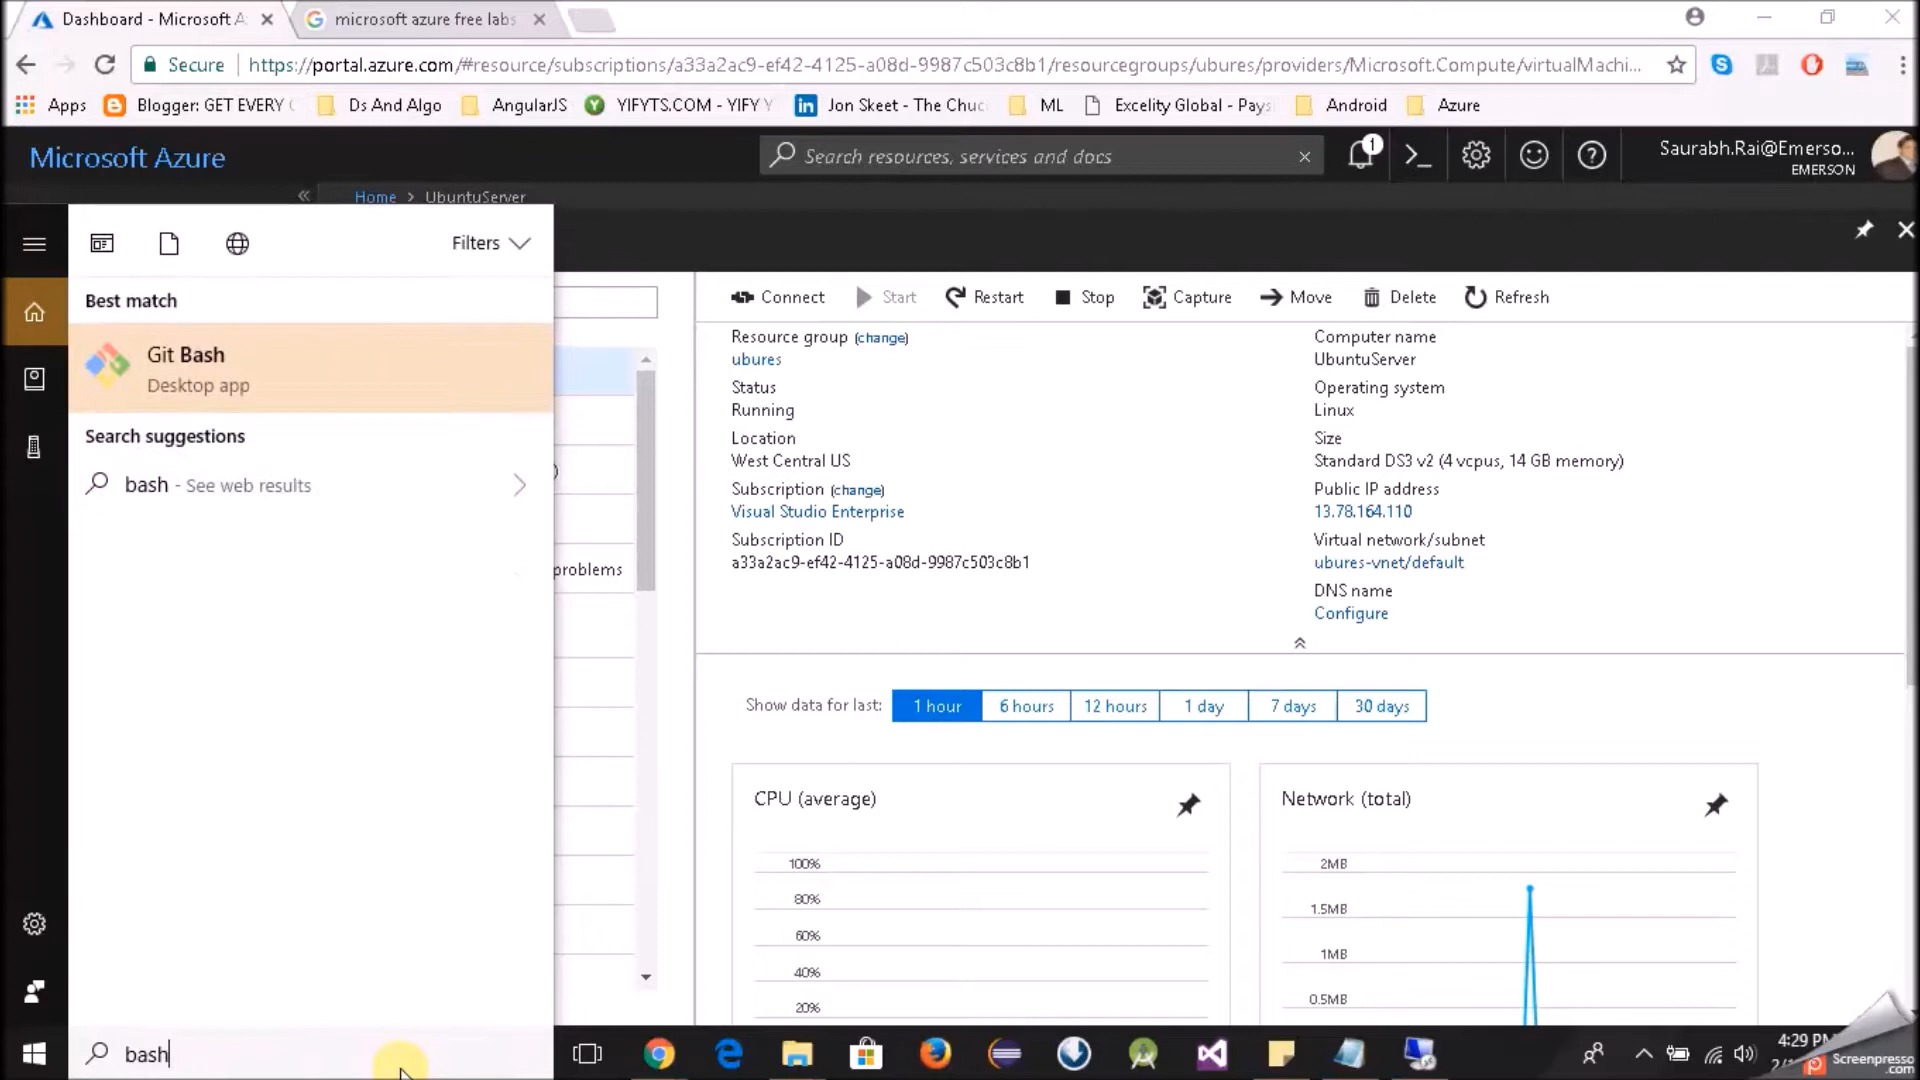 Dashboard - Microsoft A
microsoft azure free labs
Secure
https://portal.azure.com/#resource/subscriptions/a33a2ac9-ef42-4125-a08d-9987c503c8b1/resourcegroups/ubures/providers/Microsoft.Compute/virtualMachi...
Apps
Blogger: GET EVERY
Ds And Algo
AngularJS
YIFYTS.COM - YIFY
Jon Skeet - The Chuc
ML
Excelity Global - Pays
Android
Azure
Microsoft Azure
Search resources, services and docs
1
Saurabh.Rai@Emerso...
EMERSON
Home > UbuntuServer
Filters
Best match
Git Bash
Desktop app
Search suggestions
bash - See web results
problems
Connect
Start
Restart
Stop
Capture
Move
Delete
Refresh
Resource group (change)
ubures
Status
Running
Location
West Central US
Subscription (change)
Visual Studio Enterprise
Subscription ID
a33a2ac9-ef42-4125-a08d-9987c503c8b1
Computer name
UbuntuServer
Operating system
Linux
Size
Standard DS3 v2 (4 vcpus, 14 GB memory)
Public IP address
13.78.164.110
Virtual network/subnet
ubures-vnet/default
DNS name
Configure
Show data for last:
1 hour
6 hours
12 hours
1 day
7 days
30 days
CPU (average)
100%
80%
60%
40%
20%
Network (total)
2MB
1.5MB
1MB
0.5MB
bash
4:29 P
Screenpresso
.com